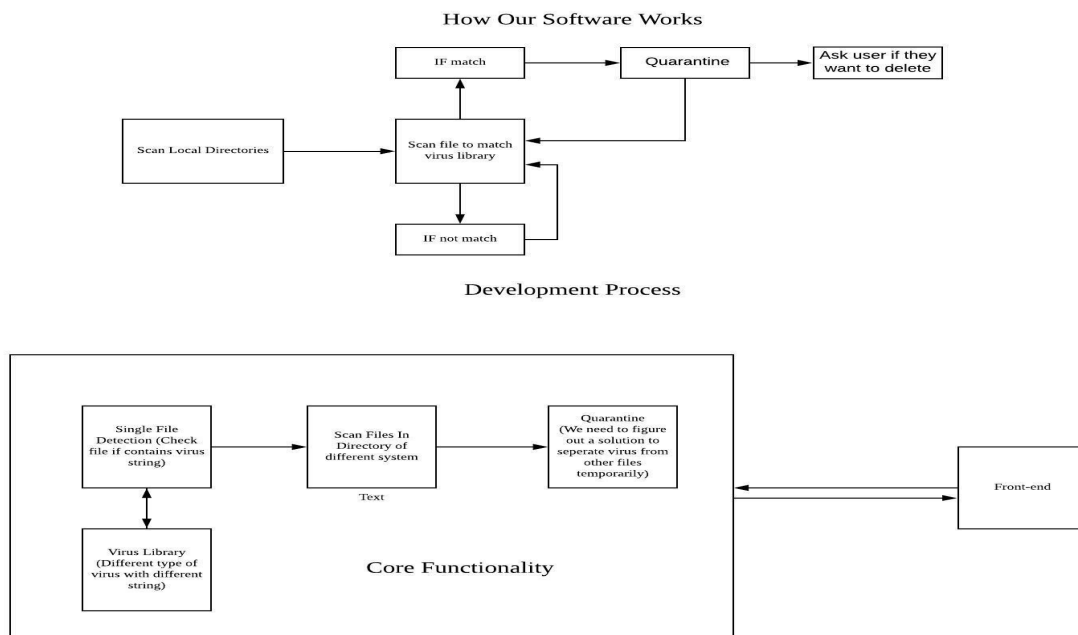 How Our Software Works
IF match
Quarantine
Ask user if they
want to delete
Scan Local Directories
Scan file to match
virus library
IF not match
Development Process
Single File
Detection (Check
file if contains virus
string)
Scan Files In
Directory of
different system
Text
Quarantine
(We need to figure
out a solution to
seperate virus from
other files
temporarily)
Front-end
Virus Library
(Different type of
virus with different
string)
Core Functionality